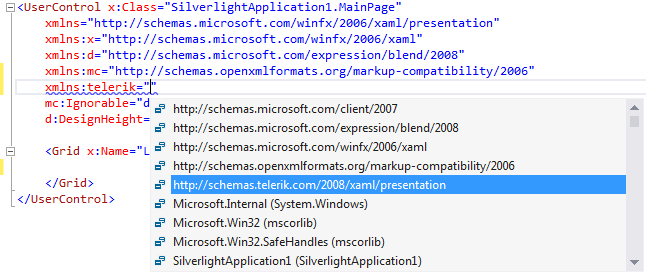 <UserControl x:Class="SilverlightApplication1.MainPage"
xmlns="http://schemas.microsoft.com/winfx/2006/xaml/presentation"
xmlns:x="http://schemas.microsoft.com/winfx/2006/xaml"
xmlns:d="http://schemas.microsoft.com/expression/blend/2008"
xmlns:mc="http://schemas.openxmlformats.org/markup-compatibility/2006"
xmlns:telerik=""
mc:Ignorable="d
http://schemas.microsoft.com/client/2007
d:DesignHeight=
http://schemas.microsoft.com/expression/blend/2008
http://schemas.microsoft.com/winfx/2006/xaml
<Grid x:Name="L
http://schemas.openxmlformats.org/markup-compatibility/2006
http://schemas.telerik.com/2008/xaml/presentation
</Grid>
</UserControl>
Microsoft.Internal (System.Windows)
Microsoft.Win32 (mscorlib)
Microsoft.Win32.SafeHandles (mscorlib)
SilverlightApplication1 (SilverlightApplication1)